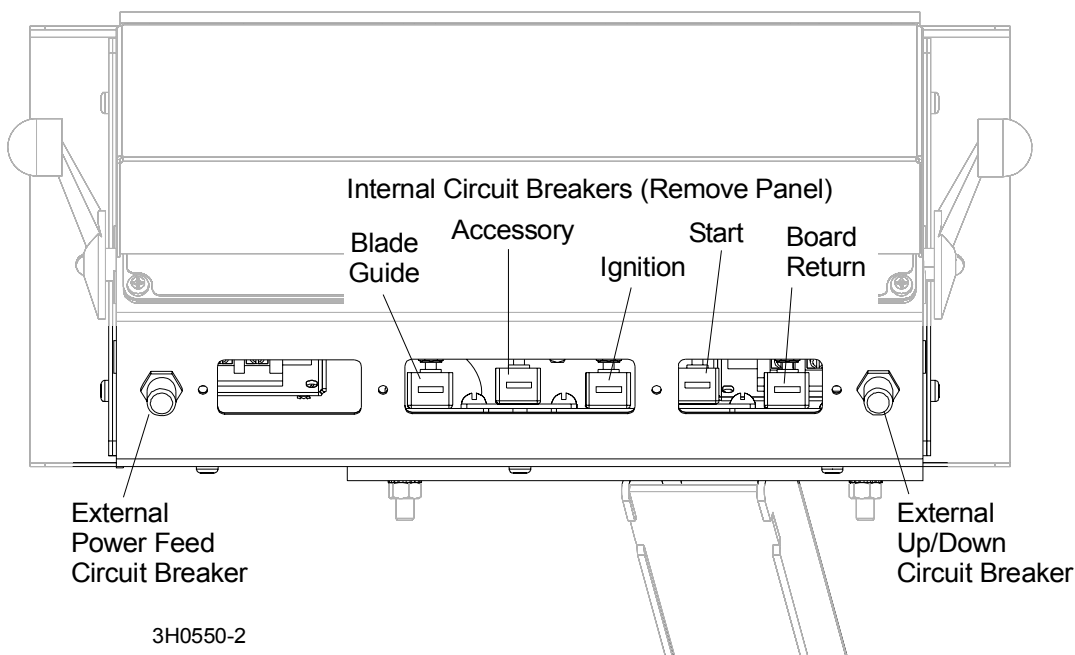 Internal Circuit Breakers (Remove Panel)
Blade
Guide
Accessory
Ignition
Start
Board
Return
External
Power Feed
Circuit Breaker
External
Up/Down
Circuit Breaker
3H0550-2